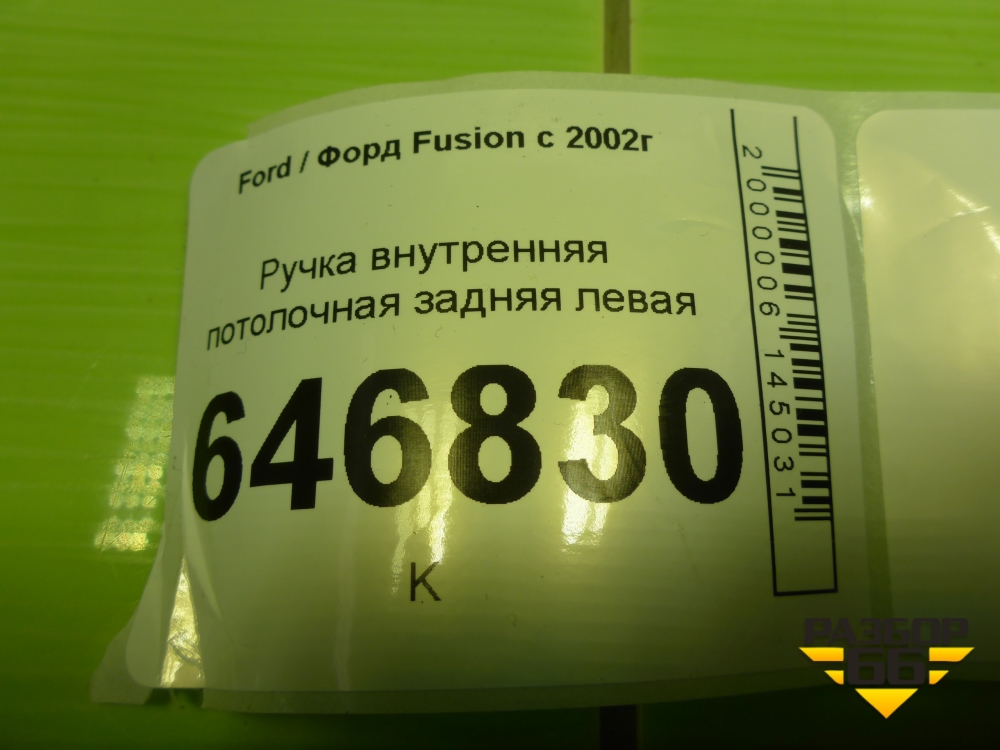 Ford / Форд Fusion с 2002г
Ручка внутренняя
потолочная задняя левая
646830
К
2000006145031
РАЗБОР
66